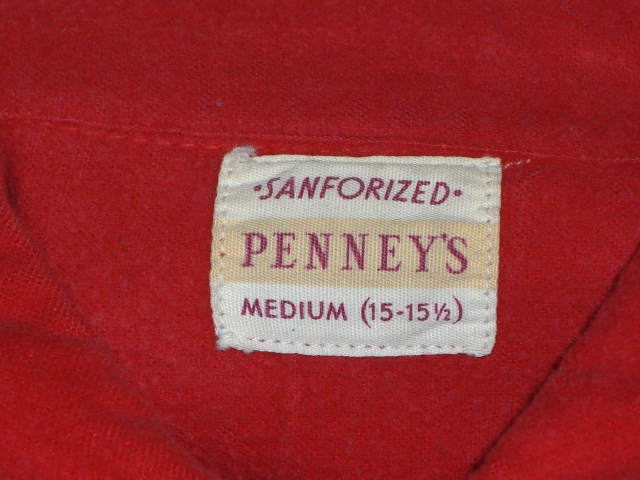 •SANFORIZED•
PENNEY'S
MEDIUM (15-15½)